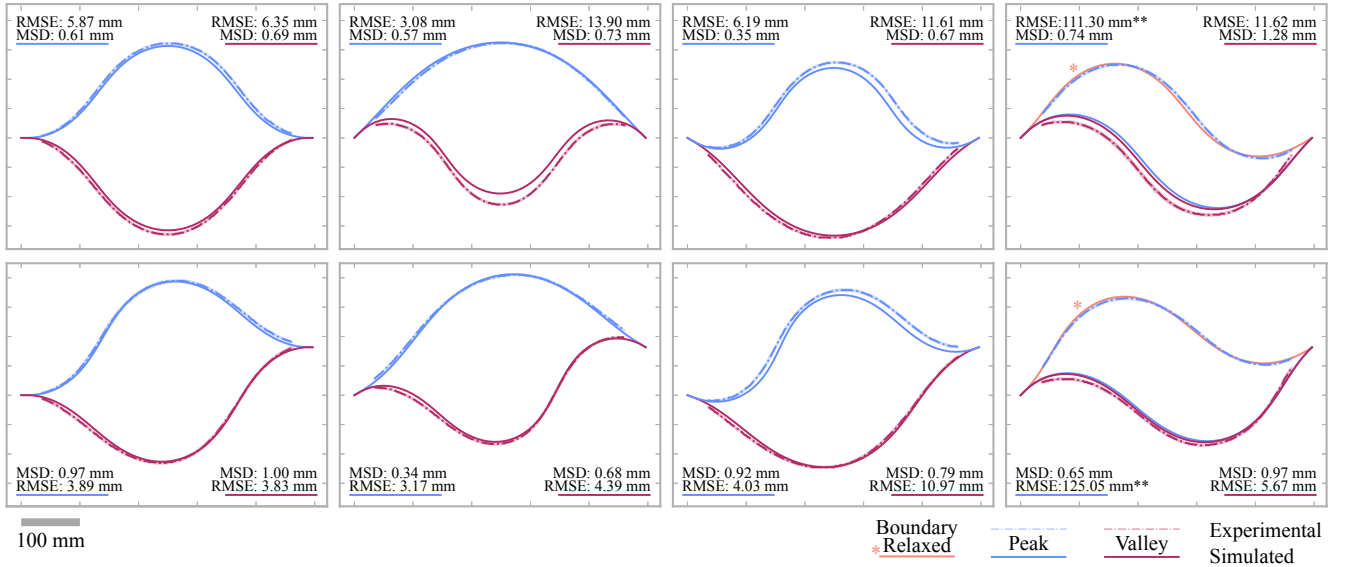 RMSE: 5.87 mm RMSE: 6.35 mm
MSD: 0.61 mm MSD: 0.69 mm
RMSE: 3.08 mm RMSE: 13.90 mm
MSD: 0.57 mm MSD: 0.73 mm
RMSE: 6.19 mm RMSE: 11.61 mm
MSD: 0.35 mm MSD: 0.67 mm
RMSE:111.30 mm** RMSE: 11.62 mm
MSD: 0.74 mm MSD: 1.28 mm
*
*
MSD: 0.97 mm MSD: 1.00 mm
RMSE: 3.89 mm RMSE: 3.83 mm
MSD: 0.34 mm MSD: 0.68 mm
RMSE: 3.17 mm RMSE: 4.39 mm
MSD: 0.92 mm MSD: 0.79 mm
RMSE: 4.03 mm RMSE: 10.97 mm
MSD: 0.65 mm MSD: 0.97 mm
RMSE:125.05 mm** RMSE: 5.67 mm
100 mm
Boundary Experimental
*Relaxed Peak Valley Simulated